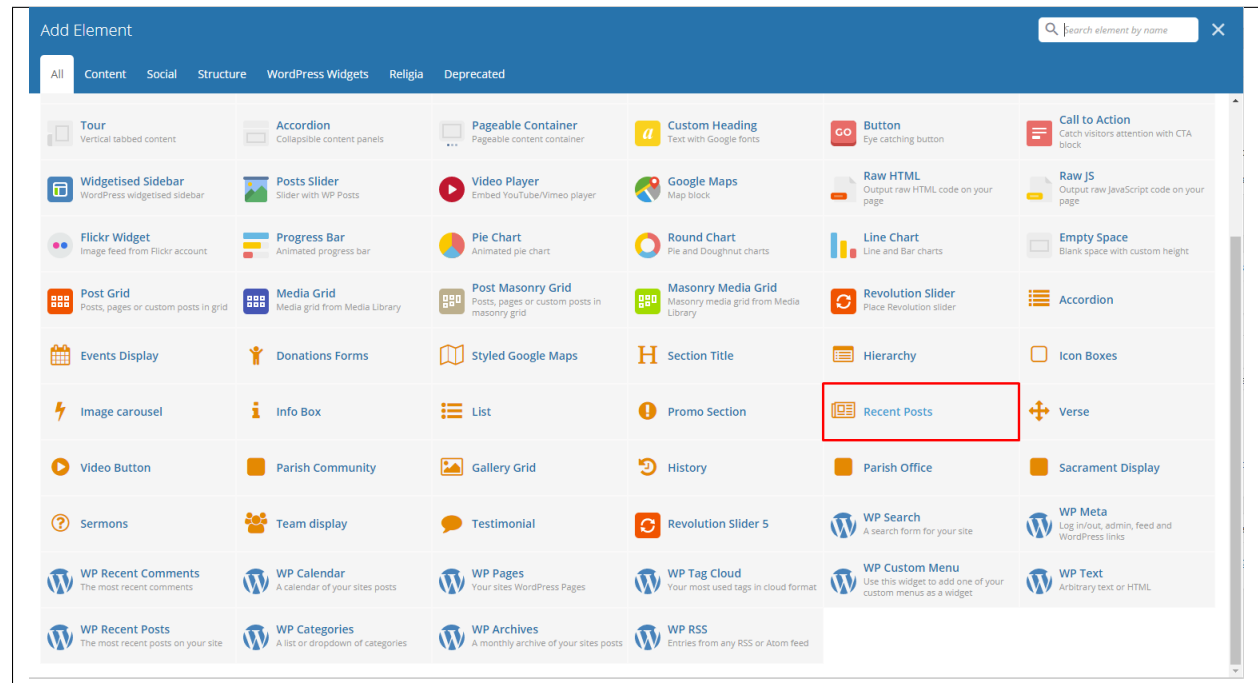 Add Element
Search element by name
All Content Social Structure WordPress Widgets Religia Deprecated
Tour
Vertical tabbed content
Accordion
Collapsible content panels
Pageable Container
Pageable content container
a
Custom Heading
Text with Google fonts
GO
Button
Eye catching button
Call to Action
Catch visitors attention with CTA
block
Widgetised Sidebar
WordPress widgetised sidebar
Posts Slider
Slider with WP Posts
Video Player
Embed YouTube/Vimeo player
Google Maps
Map block
Raw HTML
Output raw HTML code on your
page
Raw JS
Output raw JavaScript code on your
page
Flickr Widget
Image feed from Flickr account
Progress Bar
Animated progress bar
Pie Chart
Animated pie chart
Round Chart
Pie and Doughnut charts
Line Chart
Line and Bar charts
Empty Space
Blank space with custom height
Post Grid
Posts, pages or custom posts in grid
Media Grid
Media grid from Media Library
Post Masonry Grid
Posts, pages or custom posts in
masonry grid
Masonry Media Grid
Masonry media grid from Media
Library
Revolution Slider
Place Revolution slider
Accordion
Events Display
Donations Forms
Styled Google Maps
H
Section Title
Hierarchy
Icon Boxes
Image carousel
i
Info Box
List
Promo Section
Recent Posts
Verse
Video Button
Parish Community
Gallery Grid
History
Parish Office
Sacrament Display
Sermons
Team display
Testimonial
Revolution Slider 5
WP Search
A search form for your site
WP Meta
Log in/out, admin, feed and
WordPress links
WP Recent Comments
The most recent comments
WP Calendar
A calendar of your sites posts
WP Pages
Your sites WordPress Pages
WP Tag Cloud
Your most used tags in cloud format
WP Custom Menu
Use this widget to add one of your
custom menus as a widget
WP Text
Arbitrary text or HTML
WP Recent Posts
The most recent posts on your site
WP Categories
A list or dropdown of categories
WP Archives
A monthly archive of your sites posts
WP RSS
Entries from any RSS or Atom feed